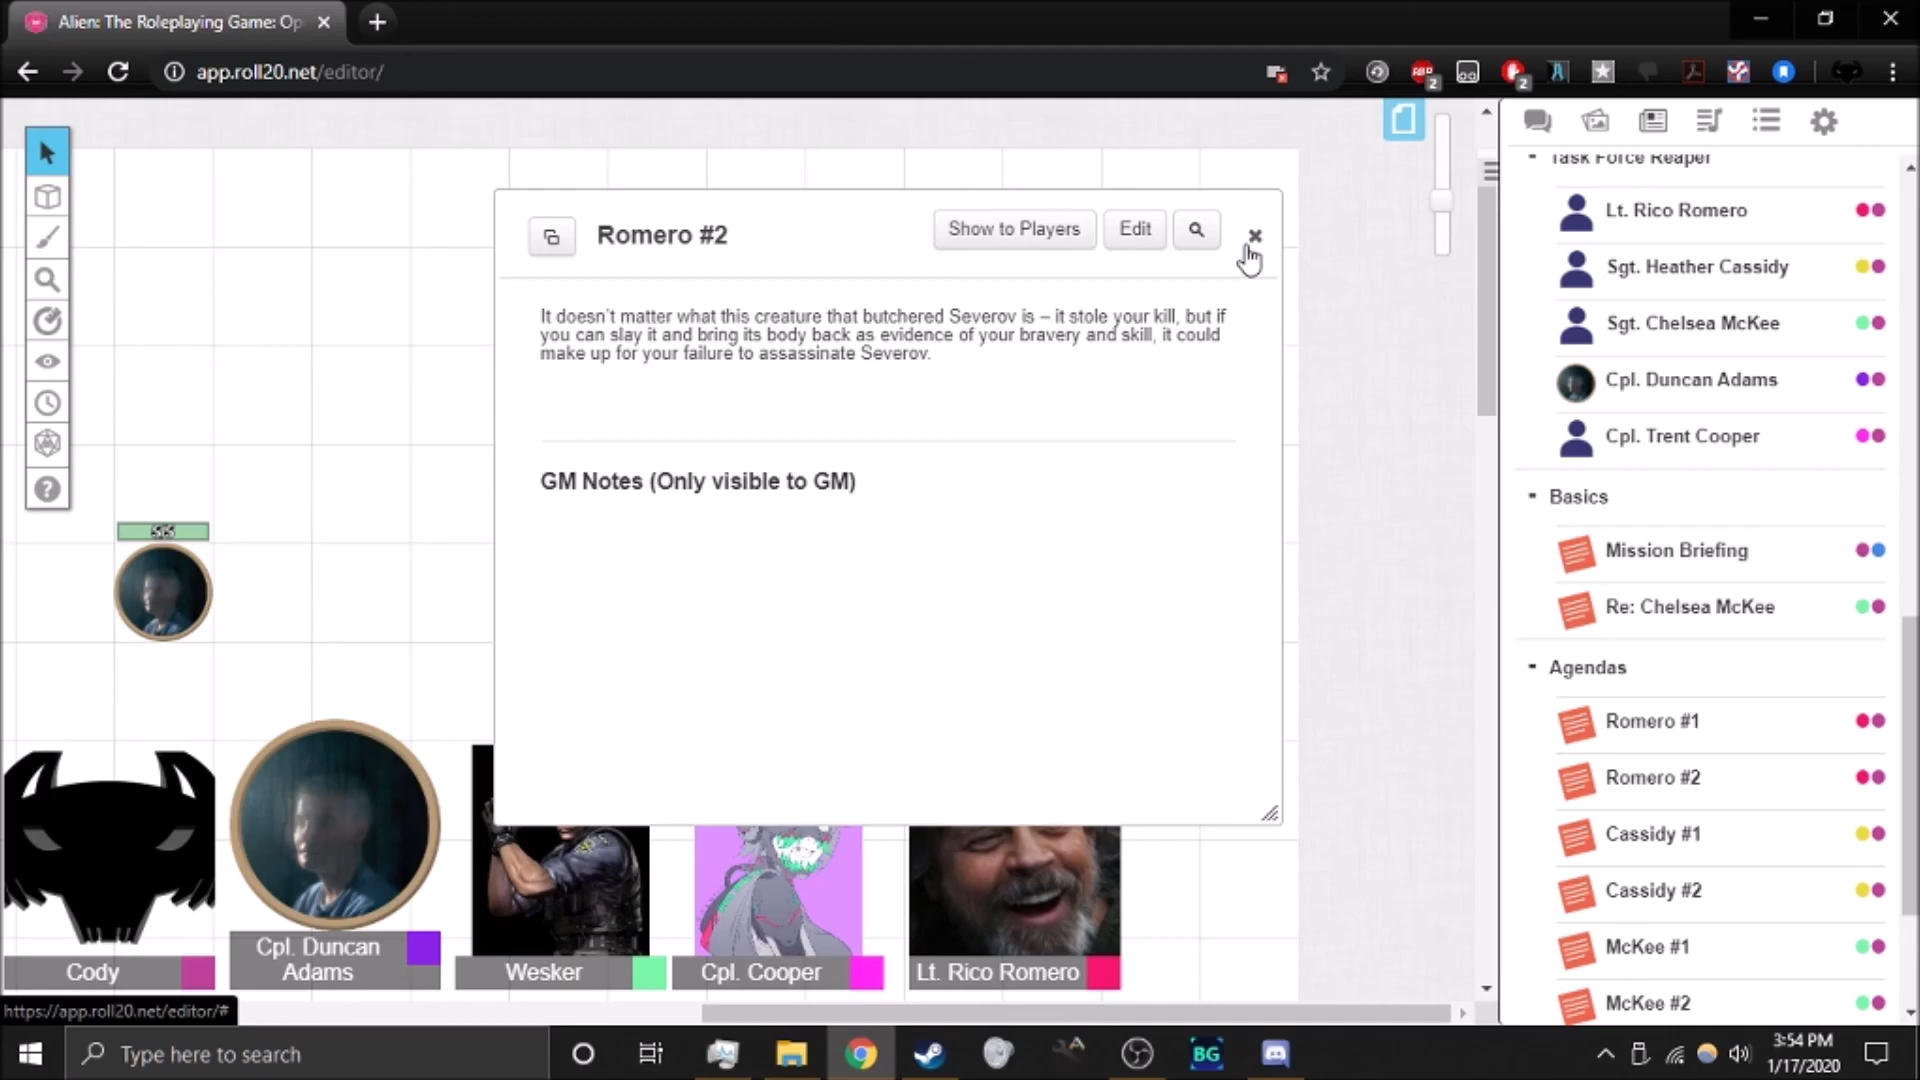 Alien: The Roleplaying Game: Op
app.roll20.net/editor/
2
2
Romero #2
Show to Players
Edit
It doesn't matter what this creature that butchered Severov is – it stole your kill, but if
you can slay it and bring its body back as evidence of your bravery and skill, it could
make up for your failure to assassinate Severov.
GM Notes (Only visible to GM)
Task Force Reaper
Lt. Rico Romero
Sgt. Heather Cassidy
Sgt. Chelsea McKee
Cpl. Duncan Adams
Cpl. Trent Cooper
Basics
Mission Briefing
Re: Chelsea McKee
Agendas
Romero #1
Romero #2
Cassidy #1
Cassidy #2
McKee #1
McKee #2
Cody
Cpl. Duncan
Adams
Wesker
Cpl. Cooper
Lt. Rico Romero
https://app.roll20.net/editor/#
Type here to search
BG
3:54 PM
1/17/2020